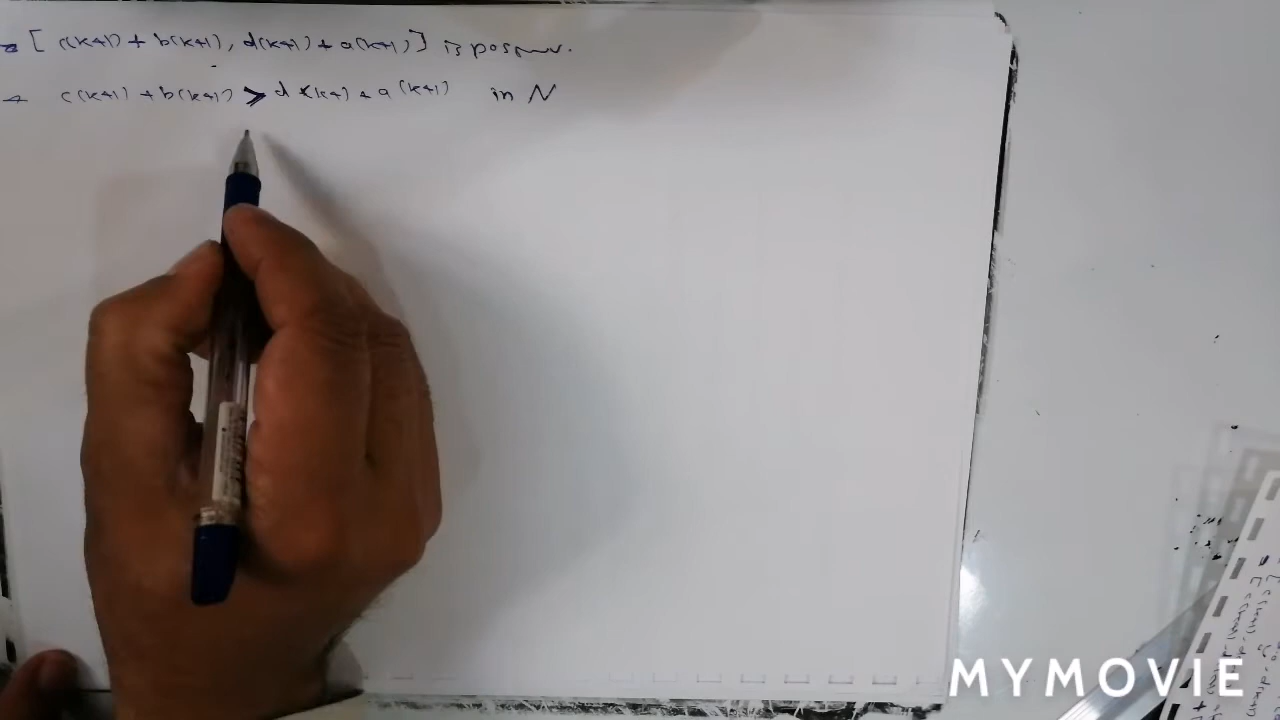 = [ c(k+1) + b(k+1), d(k+1) + a(k+1) ] is positive.
c(k+1) + b(k+1) > d(k+1) + a(k+1) in N
MYMOVIE